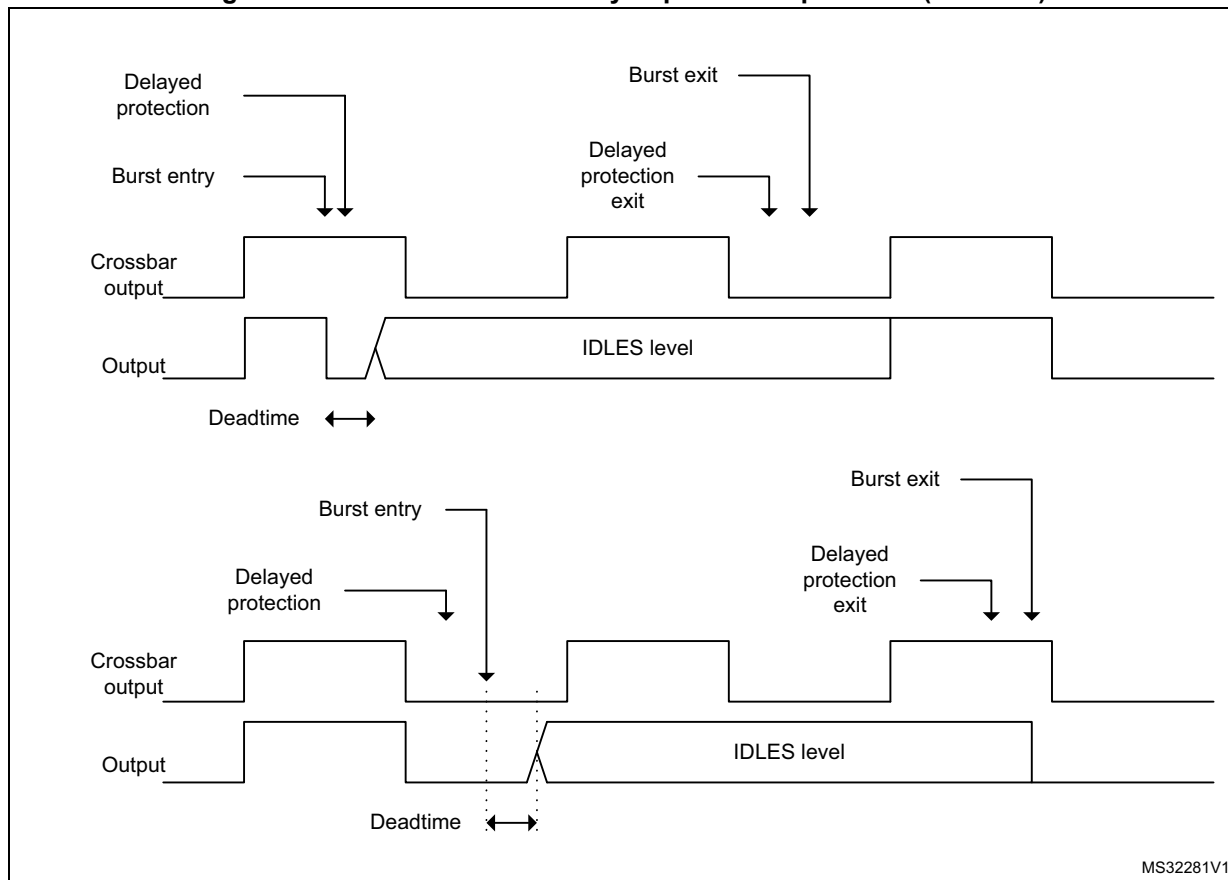 Delayed
protection
Burst exit
Delayed
protection
exit
Burst entry
Crossbar
output
Output
IDLES level
Deadtime
Burst exit
Burst entry
Delayed
protection
exit
Delayed
protection
Crossbar
output
Output
IDLES level
Deadtime
MS32281V1